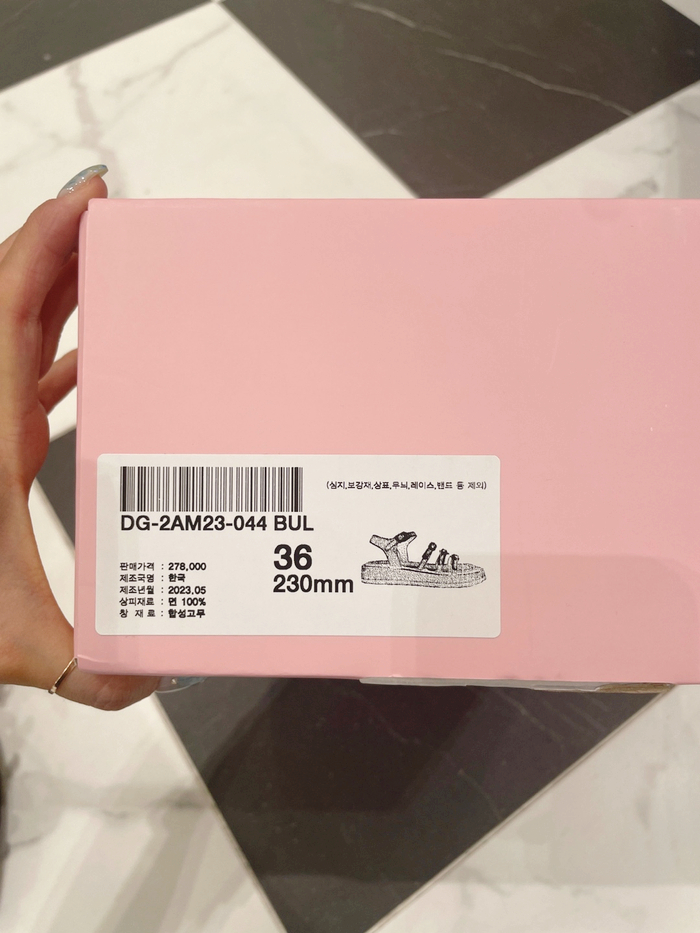 (심지,보강재,상표,무늬,레이스,밴드 등 제외)
DG-2AM23-044 BUL
36
230mm
판매가격 : 278,000
제조국명 : 한국
제조년월 : 2023,05
상피재료 : 면 100%
창 재 료 : 합성고무